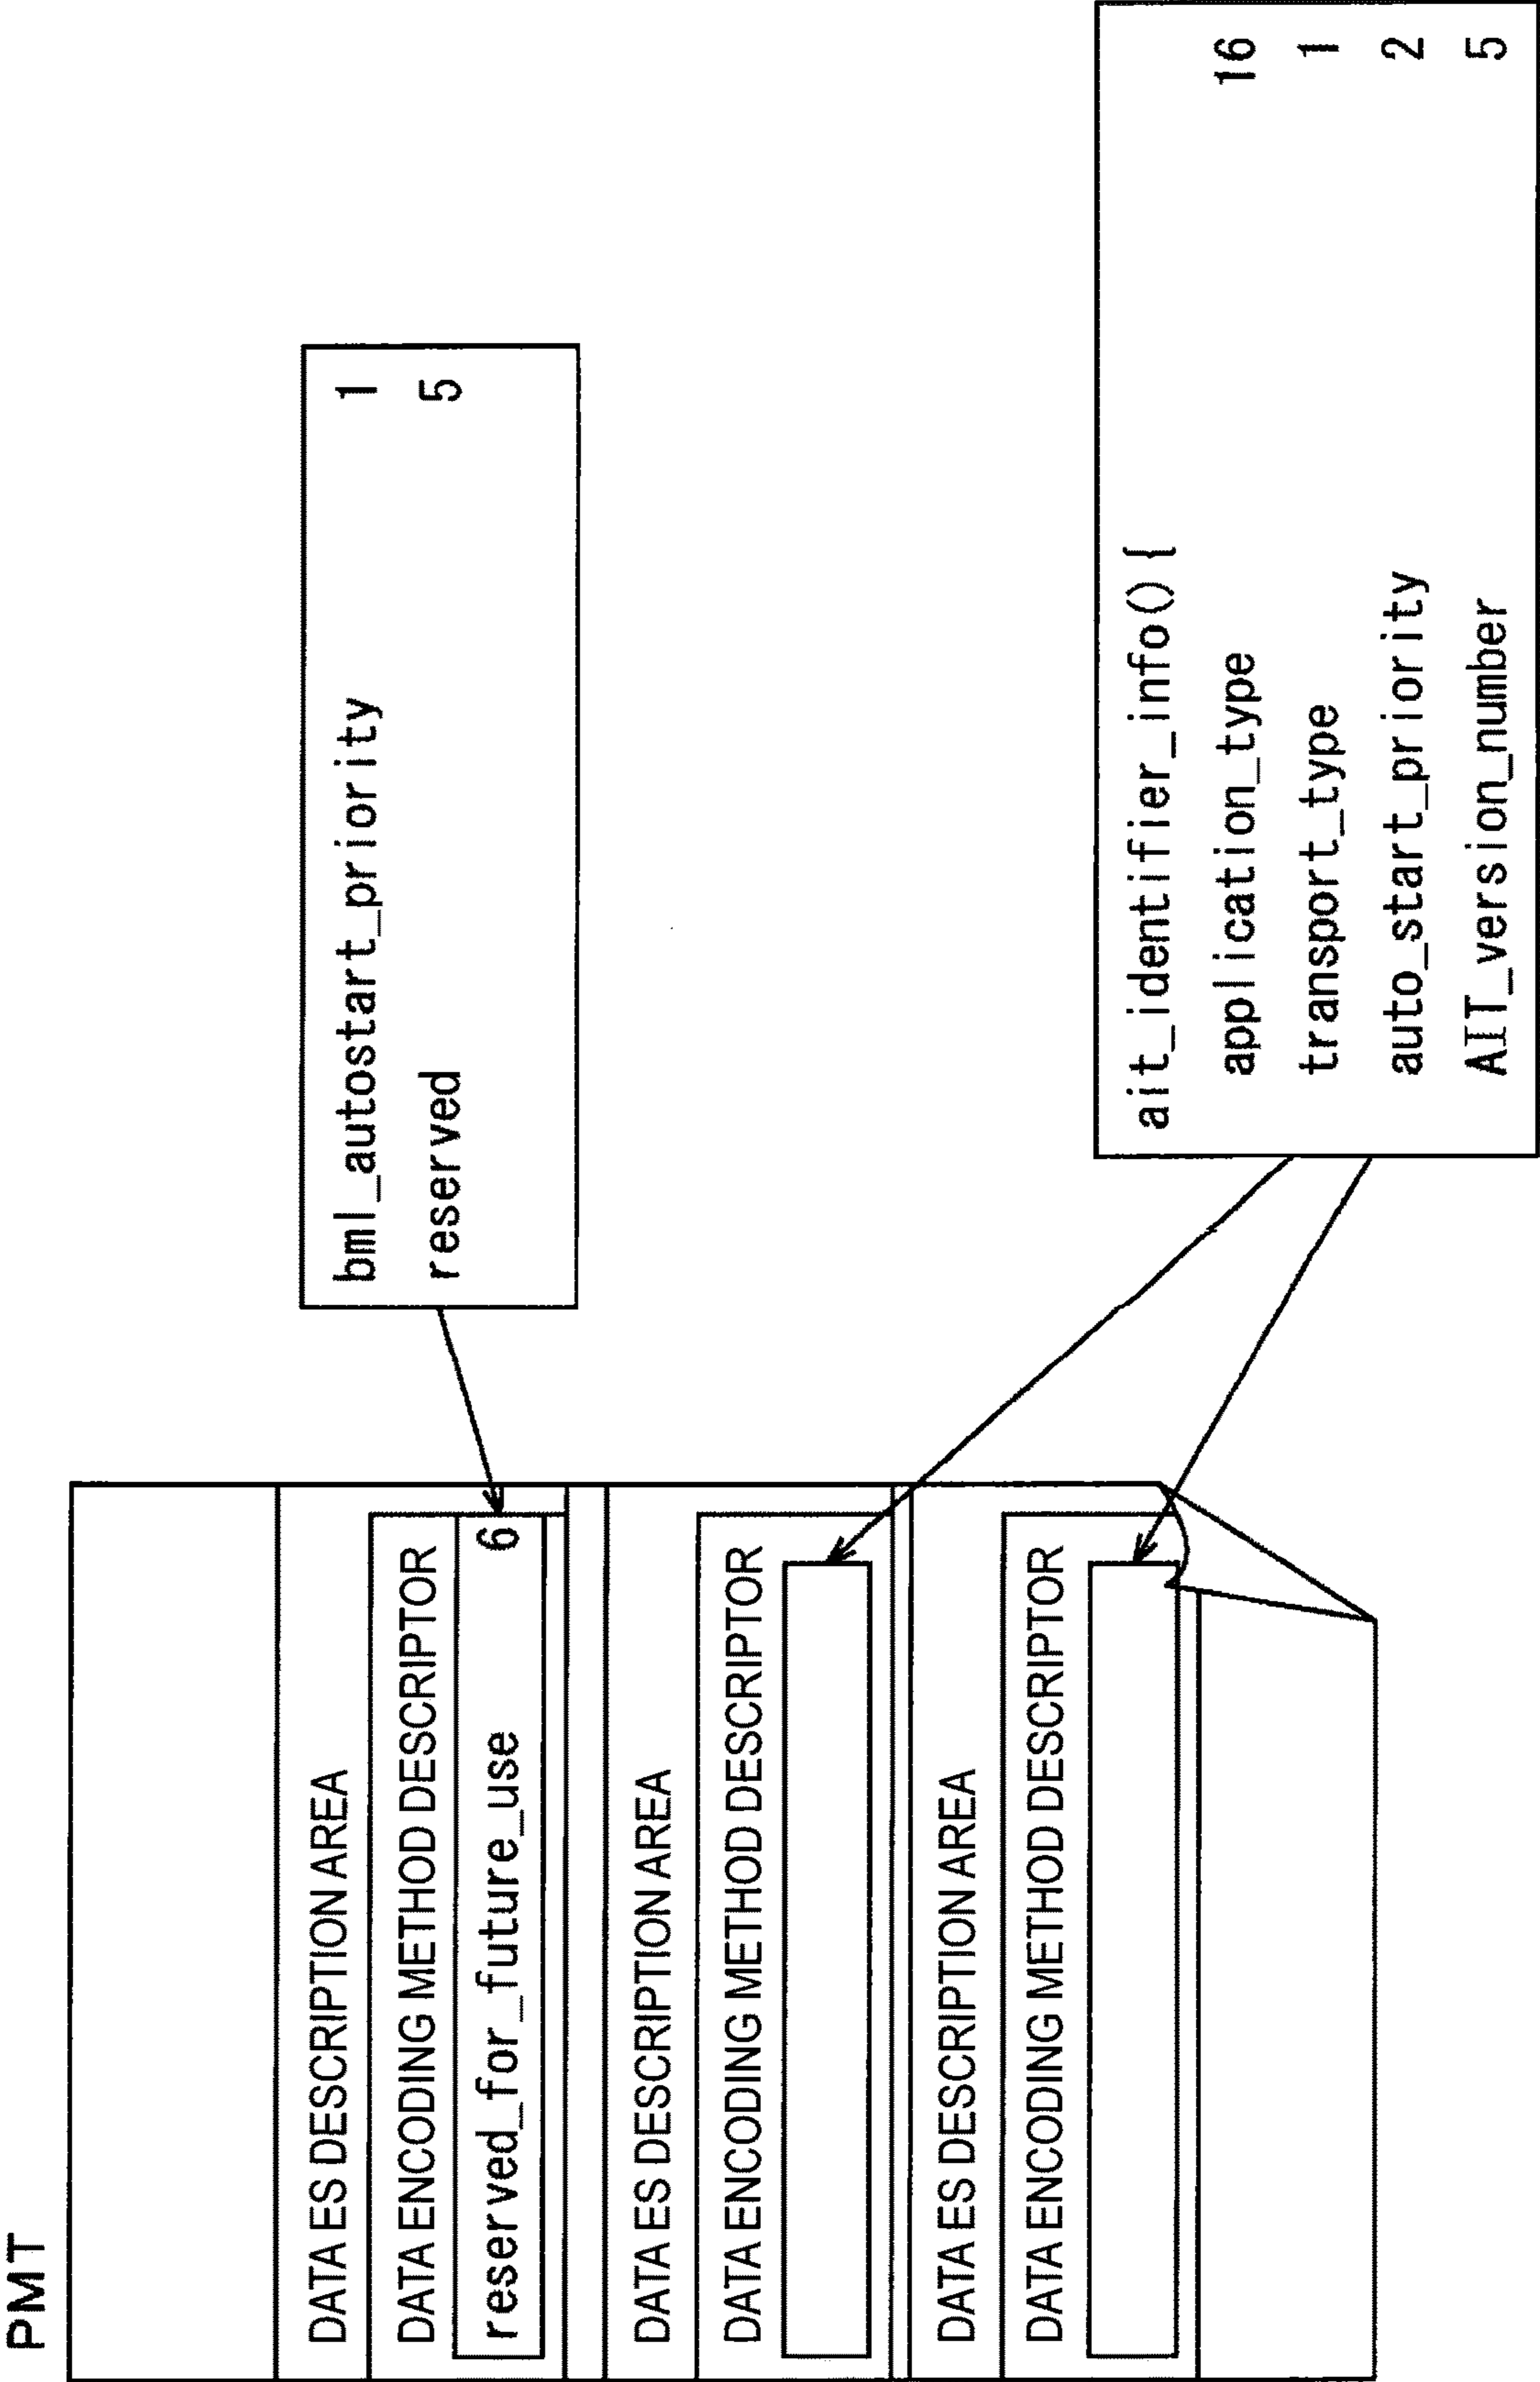 PMT
DATA ES DESCRIPTION AREA
DATA ENCODING METHOD DESCRIPTOR
reserved_for_future_use 6
DATA ES DESCRIPTION AREA
DATA ENCODING METHOD DESCRIPTOR
DATA ES DESCRIPTION AREA
DATA ENCODING METHOD DESCRIPTOR
bml_autostart_priority 1
reserved 5
ait_identifier_info() {
application_type 16
transport_type 1
auto_start_priority 2
AIT_version_number 5